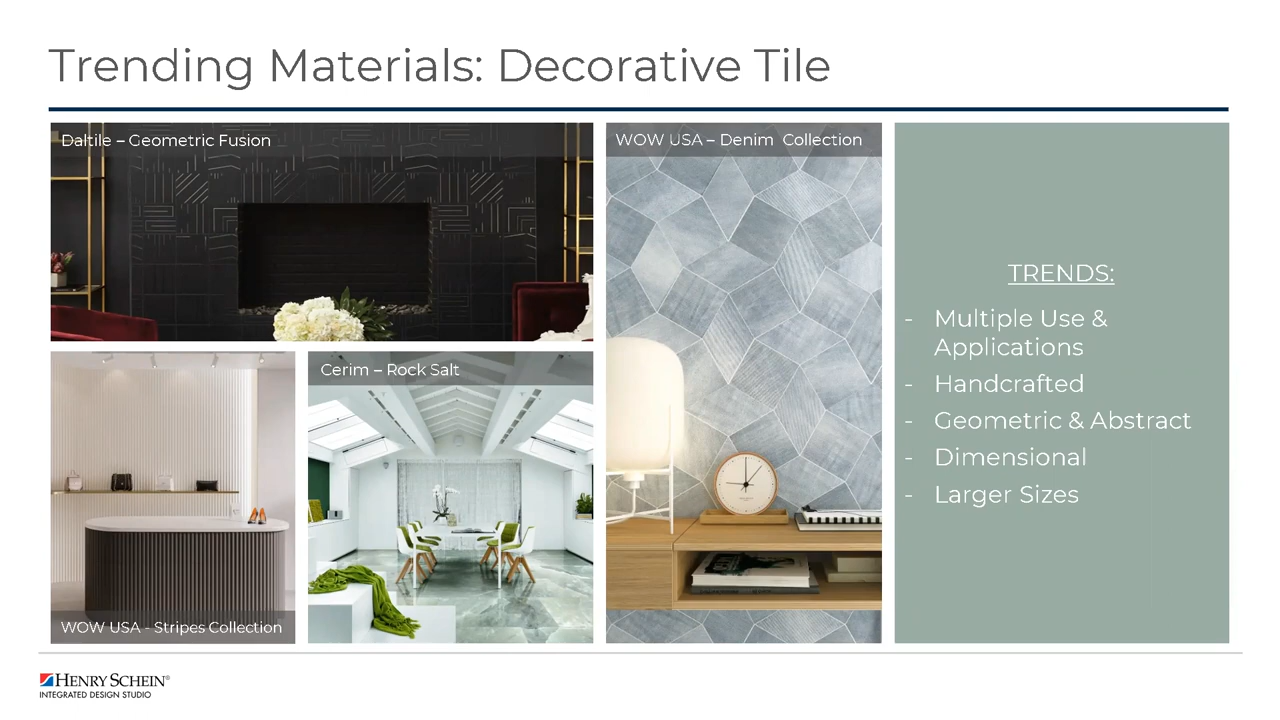 Trending Materials: Decorative Tile
Daltile – Geometric Fusion
WOW USA – Denim Collection
Cerim – Rock Salt
WOW USA - Stripes Collection
TRENDS:
- Multiple Use &
Applications
- Handcrafted
- Geometric & Abstract
- Dimensional
- Larger Sizes
HENRY SCHEIN®
INTEGRATED DESIGN STUDIO